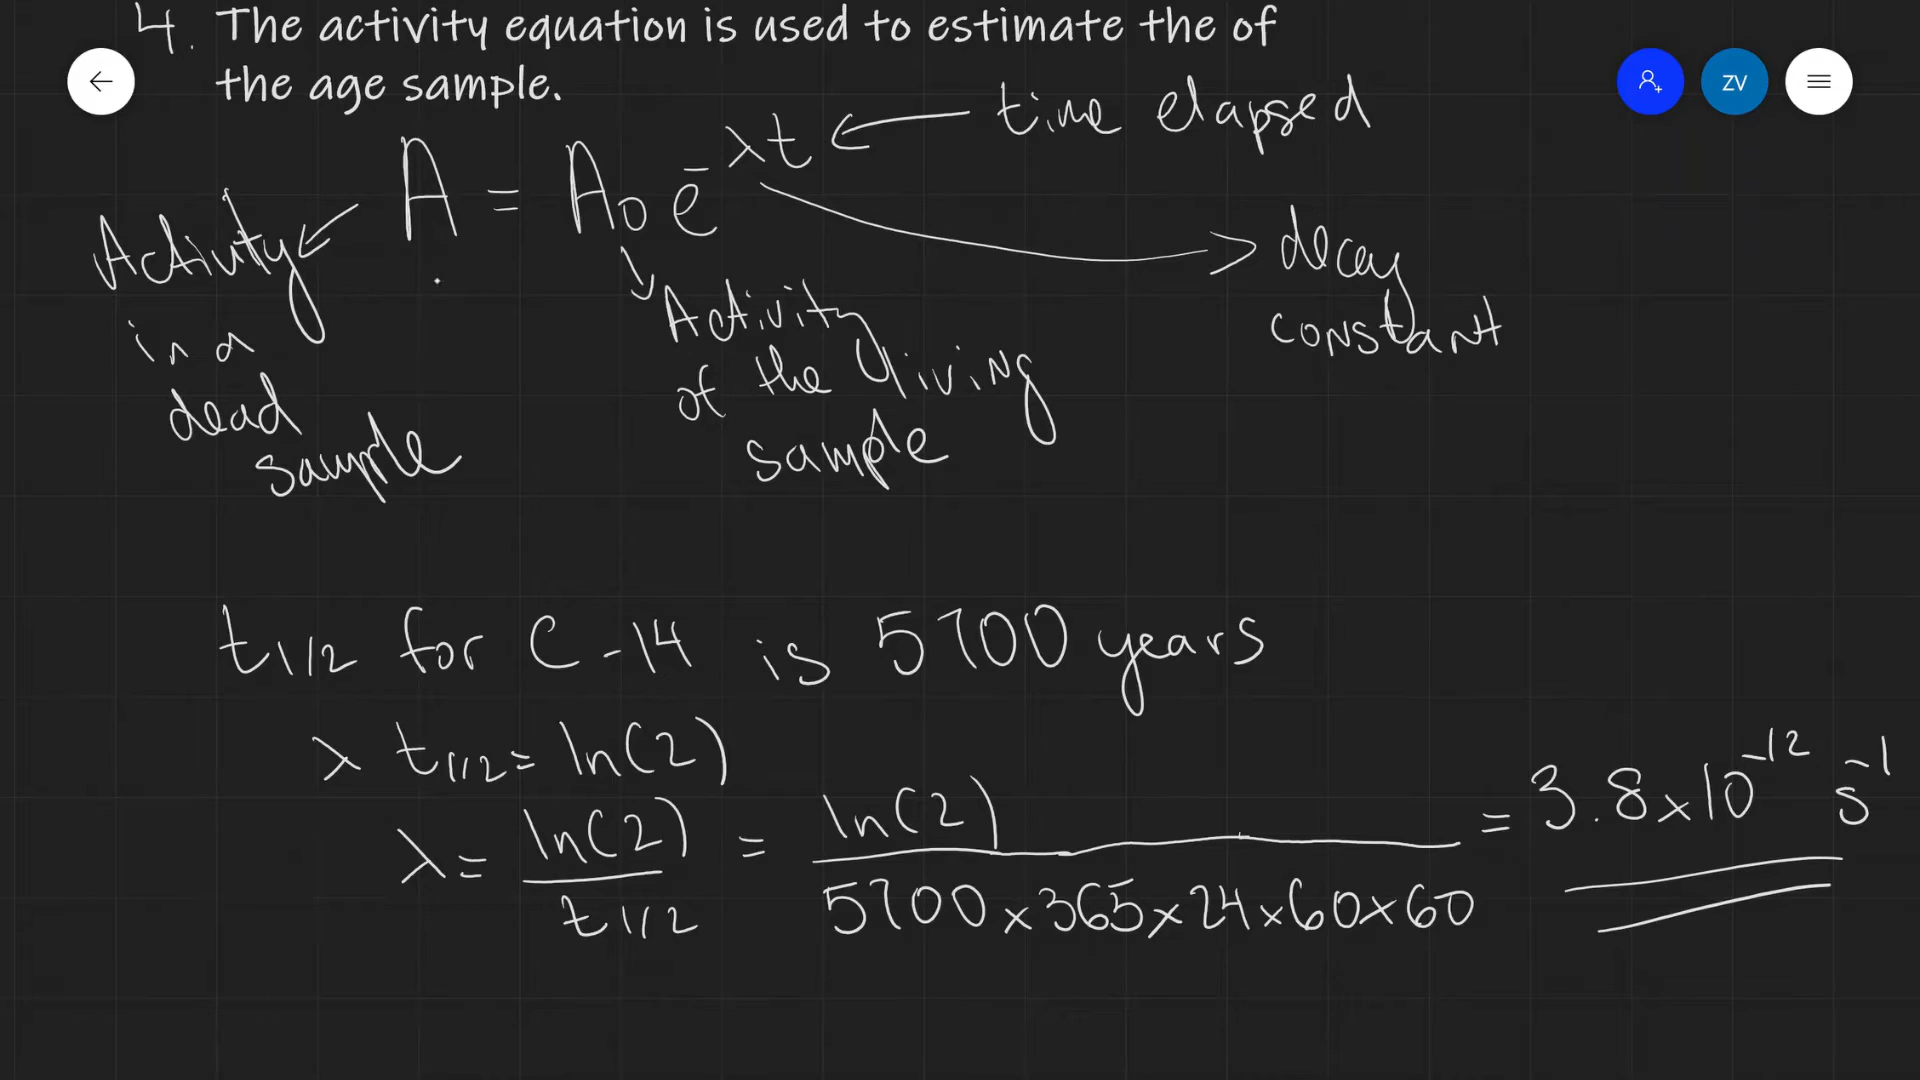 4. The activity equation is used to estimate the of
the age sample.
ZV
A = A₀ e^-λt ← time elapsed
Activity
in a
dead
sample
Activity
of the living
sample
decay
constant
t1/2 for C-14 is 5700 years
λ t1/2 = ln(2)
λ = ln(2) / t1/2 = ln(2) / 5700×365×24×60×60 = 3.8×10^-12 s^-1